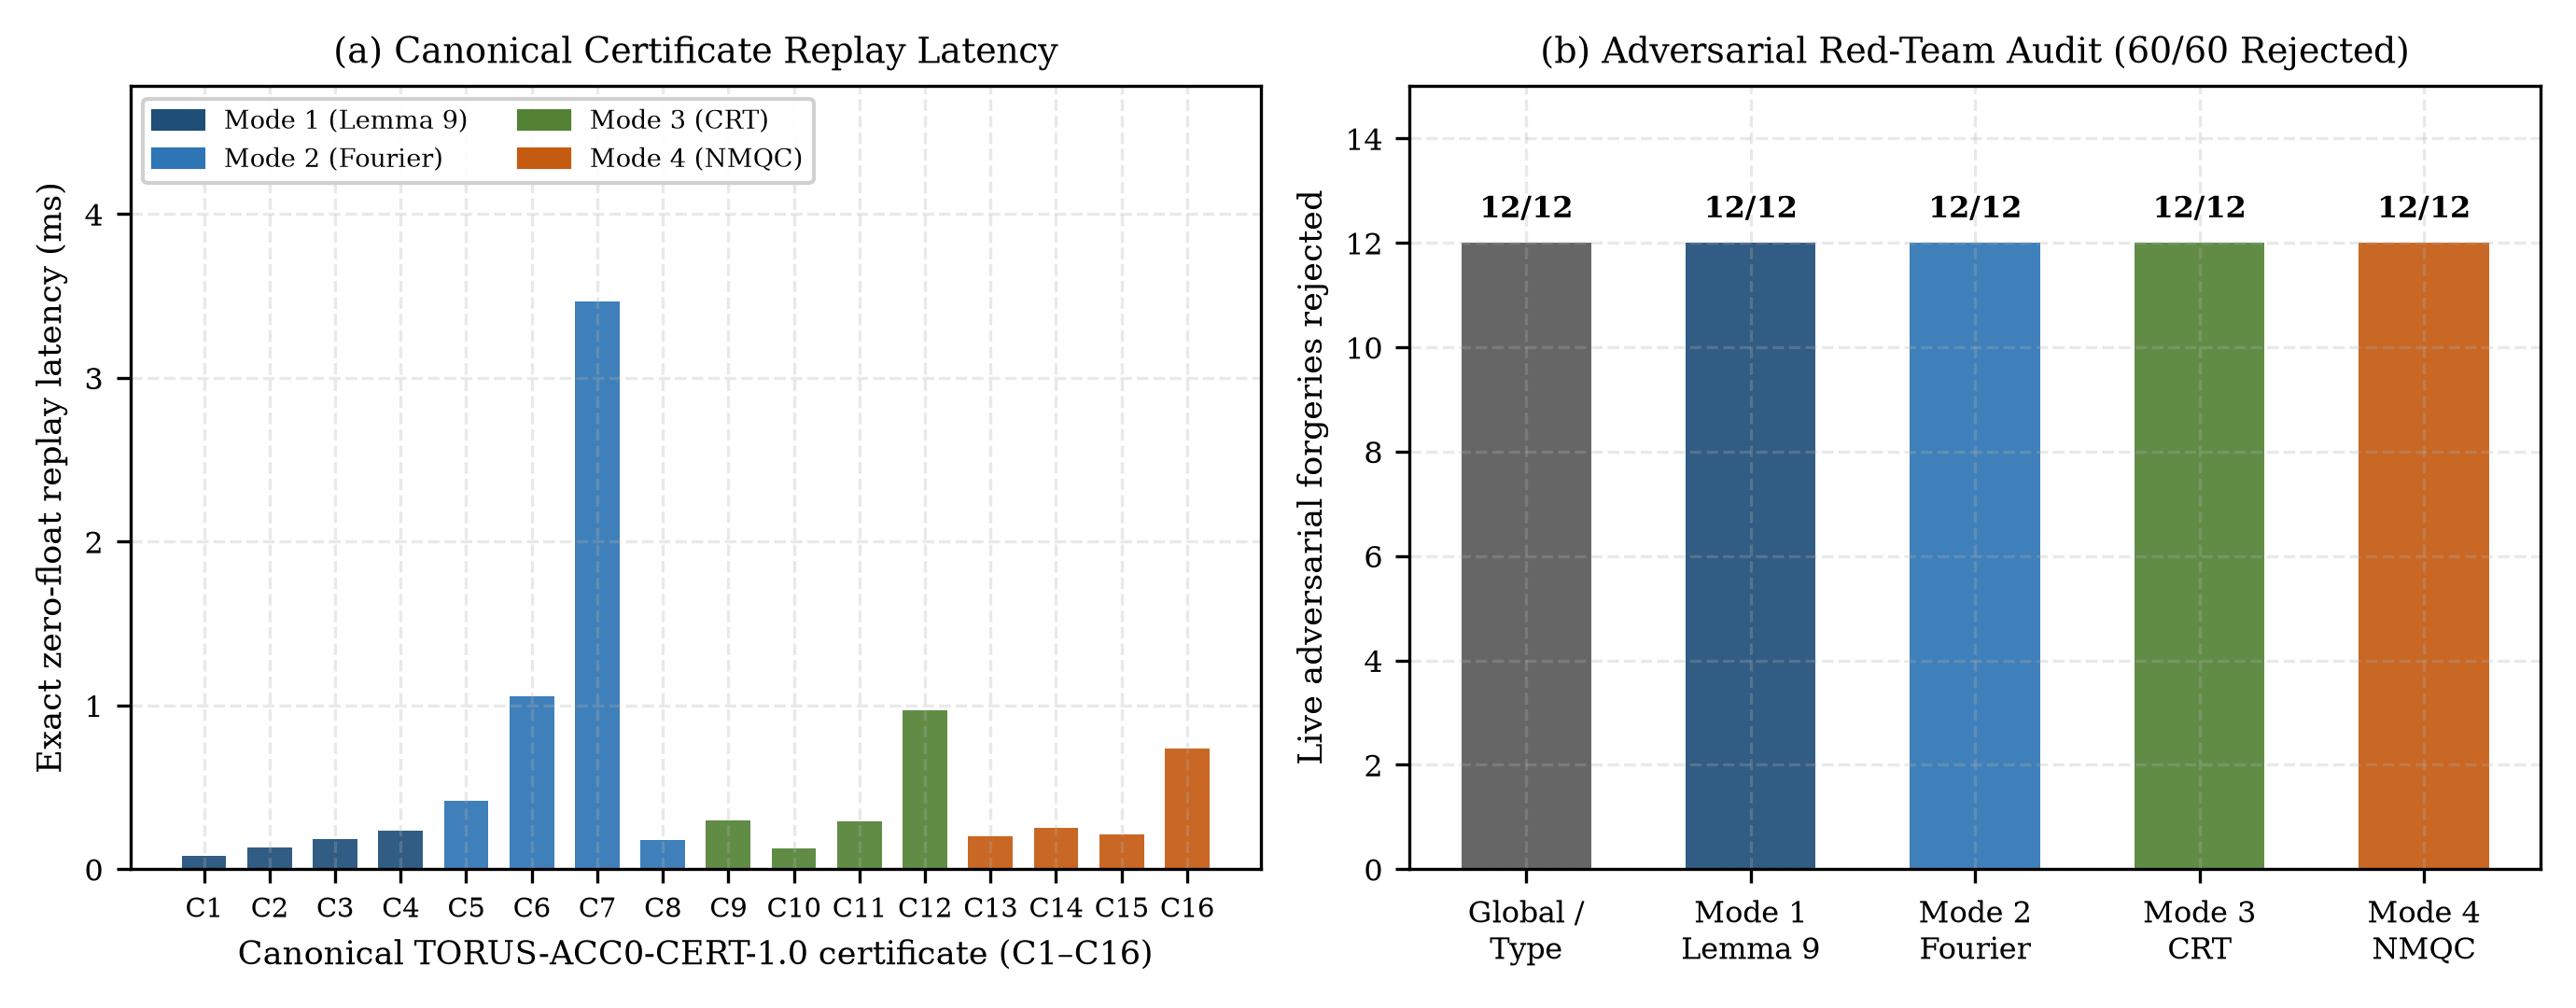 (a) Canonical Certificate Replay Latency
Mode 1 (Lemma 9)
Mode 2 (Fourier)
Mode 3 (CRT)
Mode 4 (NMQC)
Exact zero-float replay latency (ms)
4
3
2
1
0
C1 C2 C3 C4 C5 C6 C7 C8 C9 C10 C11 C12 C13 C14 C15 C16
Canonical TORUS-ACC0-CERT-1.0 certificate (C1–C16)
(b) Adversarial Red-Team Audit (60/60 Rejected)
Live adversarial forgeries rejected
14
12
10
8
6
4
2
0
12/12 12/12 12/12 12/12 12/12
Global /
Type
Mode 1
Lemma 9
Mode 2
Fourier
Mode 3
CRT
Mode 4
NMQC